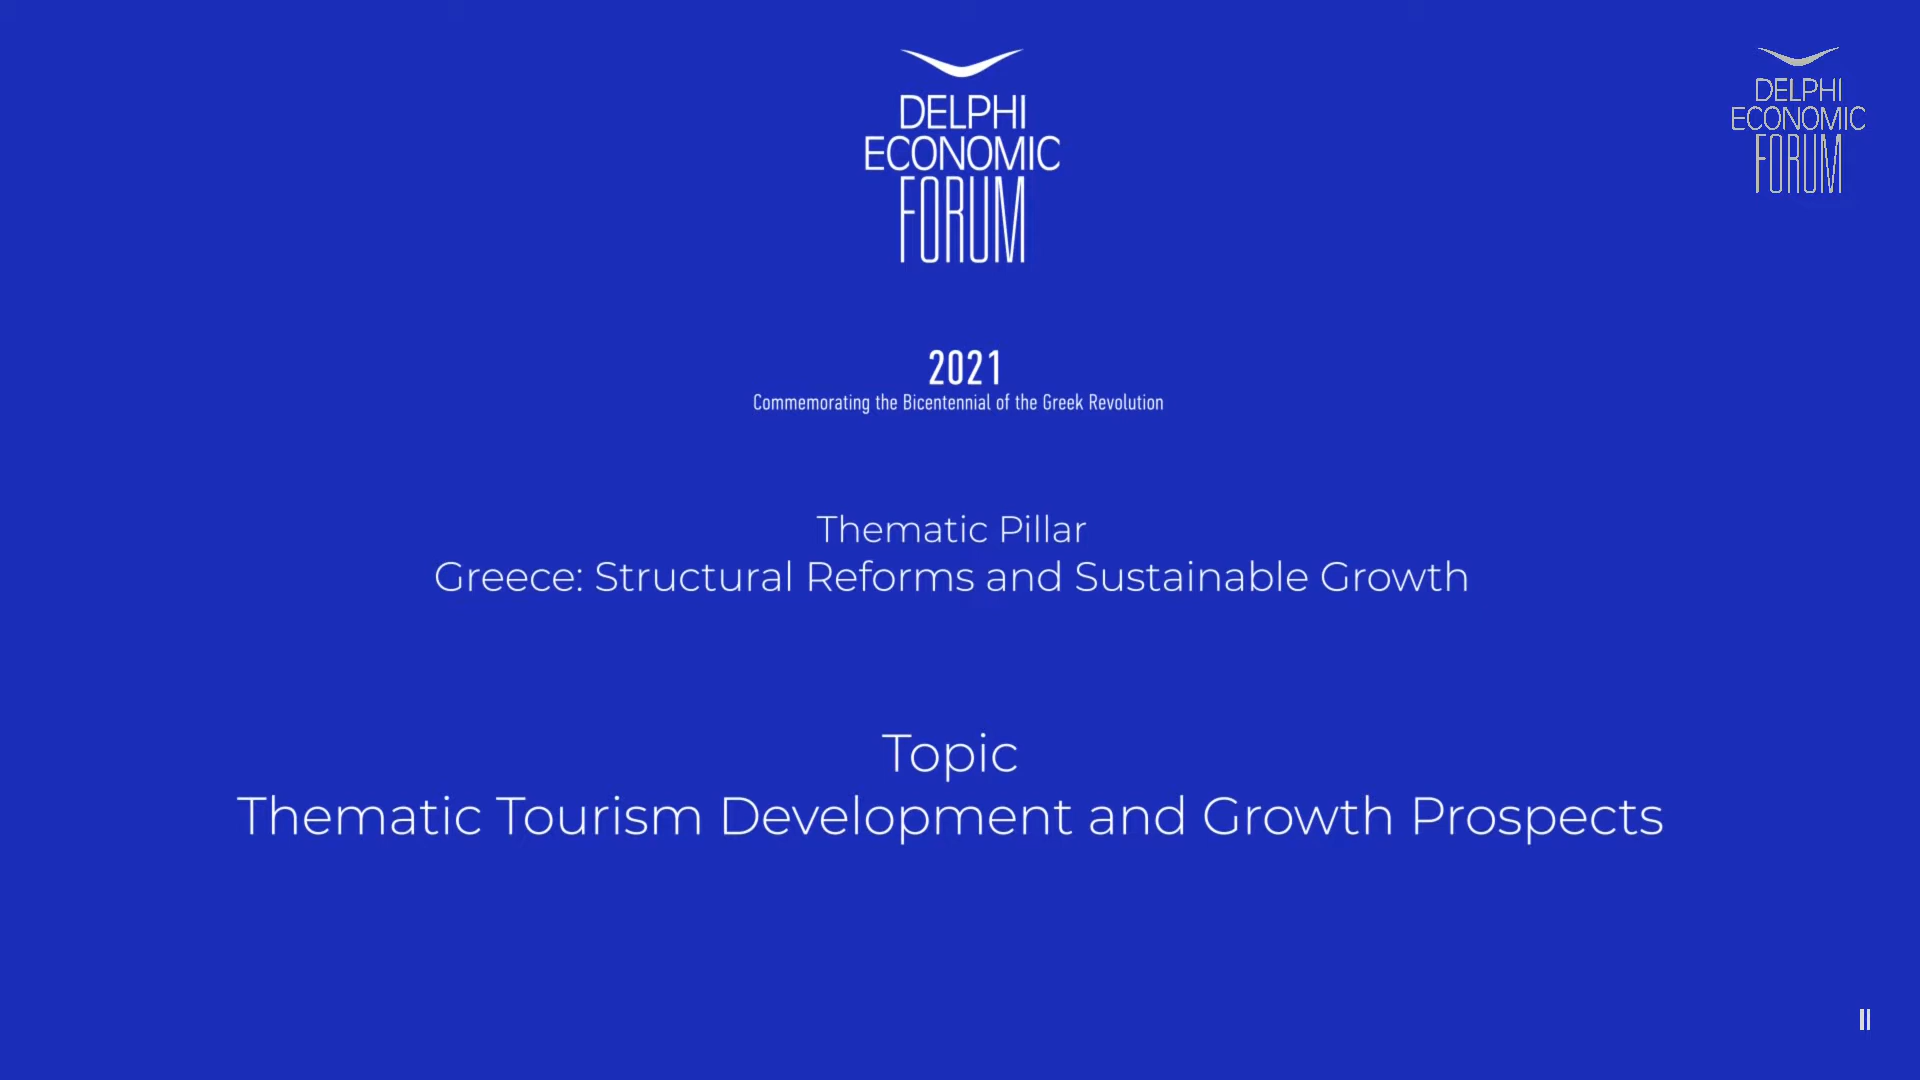 DELPHI
ECONOMIC
FORUM
DELPHI
ECONOMIC
FORUM
2021
Commemorating the Bicentennial of the Greek Revolution
Thematic Pillar
Greece: Structural Reforms and Sustainable Growth
Topic
Thematic Tourism Development and Growth Prospects